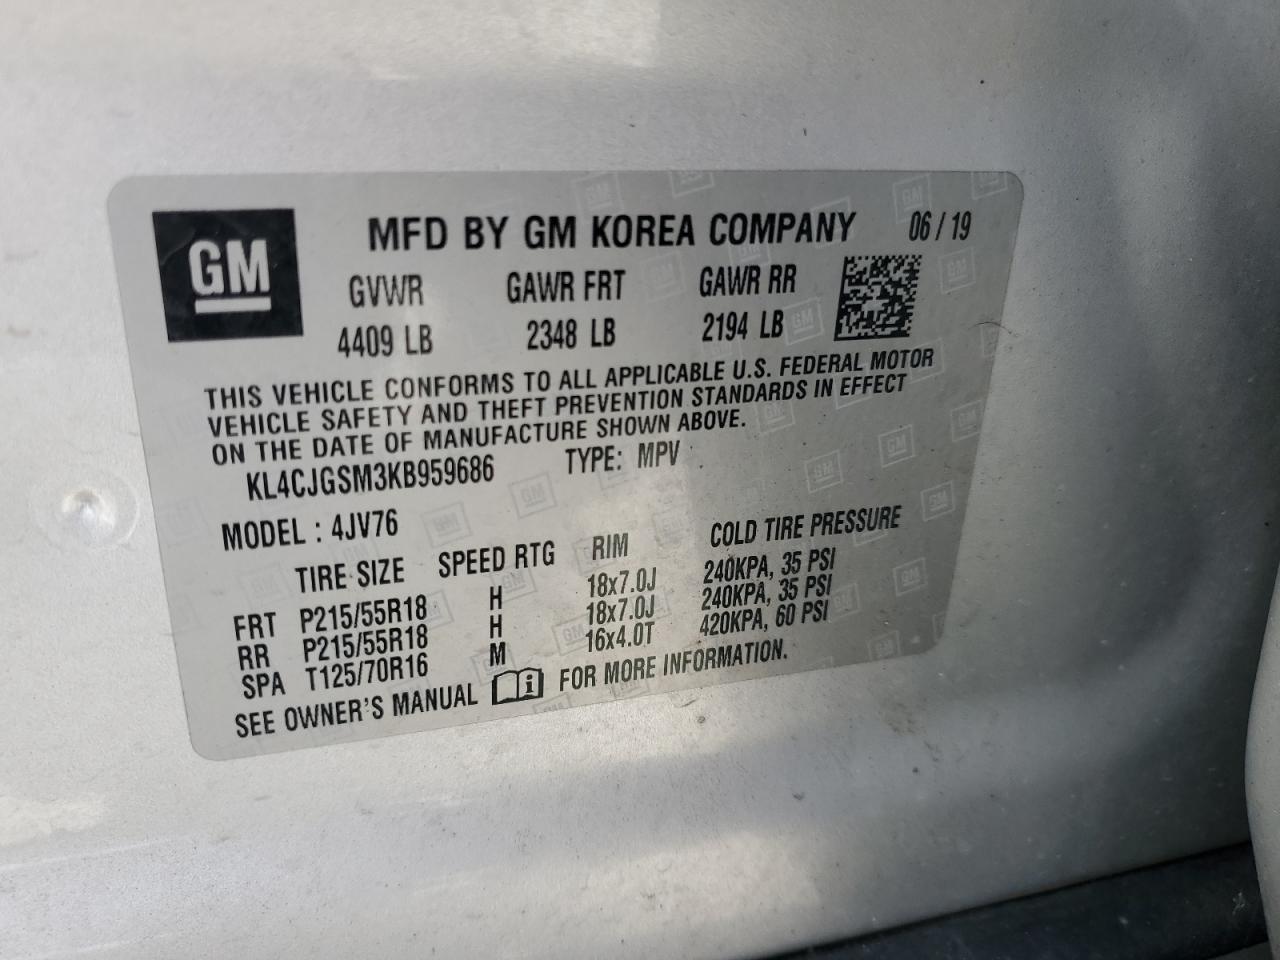 GM
MFD BY GM KOREA COMPANY 06 / 19
GVWR GAWR FRT GAWR RR
4409 LB 2348 LB 2194 LB
THIS VEHICLE CONFORMS TO ALL APPLICABLE U.S. FEDERAL MOTOR
VEHICLE SAFETY AND THEFT PREVENTION STANDARDS IN EFFECT
ON THE DATE OF MANUFACTURE SHOWN ABOVE.
KL4CJGSM3KB959686 TYPE: MPV
MODEL : 4JV76
TIRE SIZE SPEED RTG RIM COLD TIRE PRESSURE
FRT P215/55R18 H 18x7.0J 240KPA, 35 PSI
RR P215/55R18 H 18x7.0J 240KPA, 35 PSI
SPA T125/70R16 M 16x4.0T 420KPA, 60 PSI
SEE OWNER'S MANUAL i FOR MORE INFORMATION.